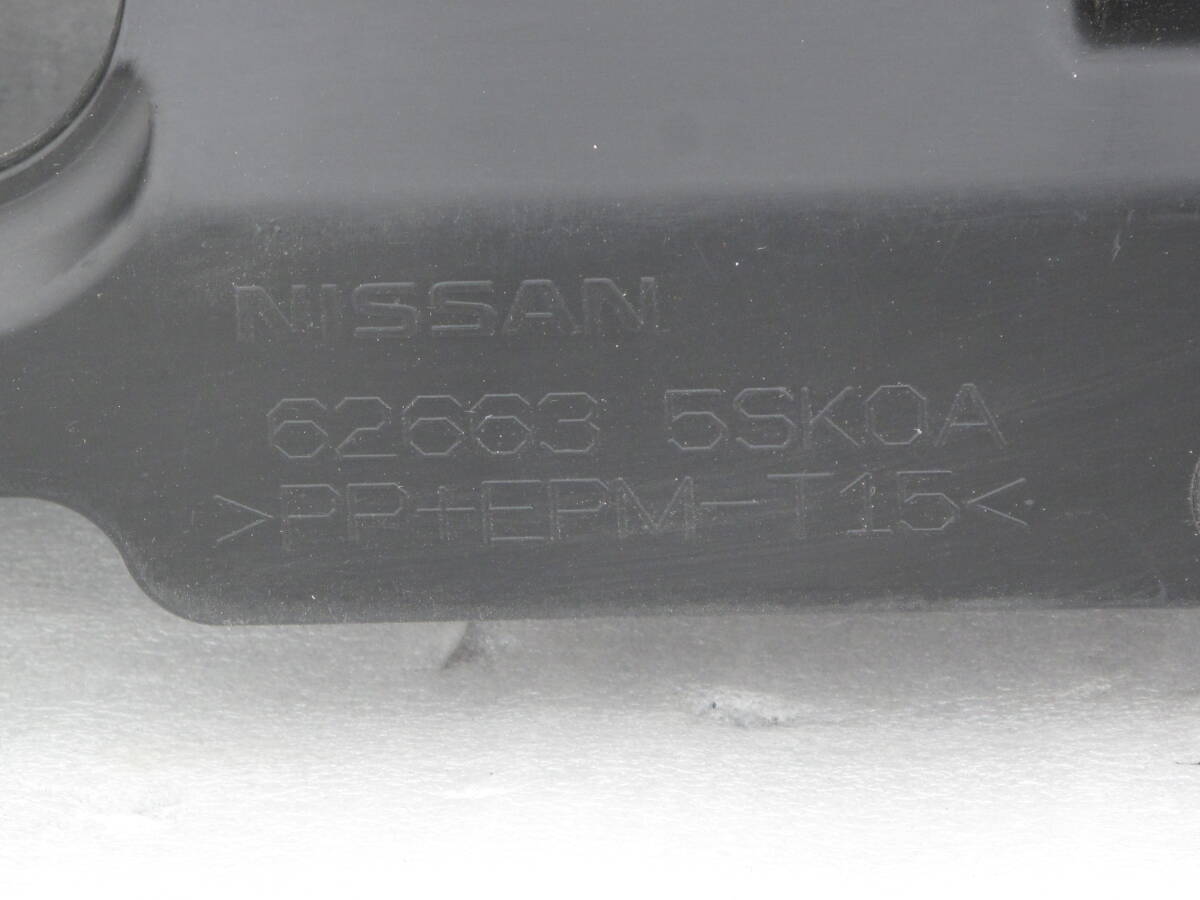 NISSAN
62663 5SK0A
>PP+EPM-T15<